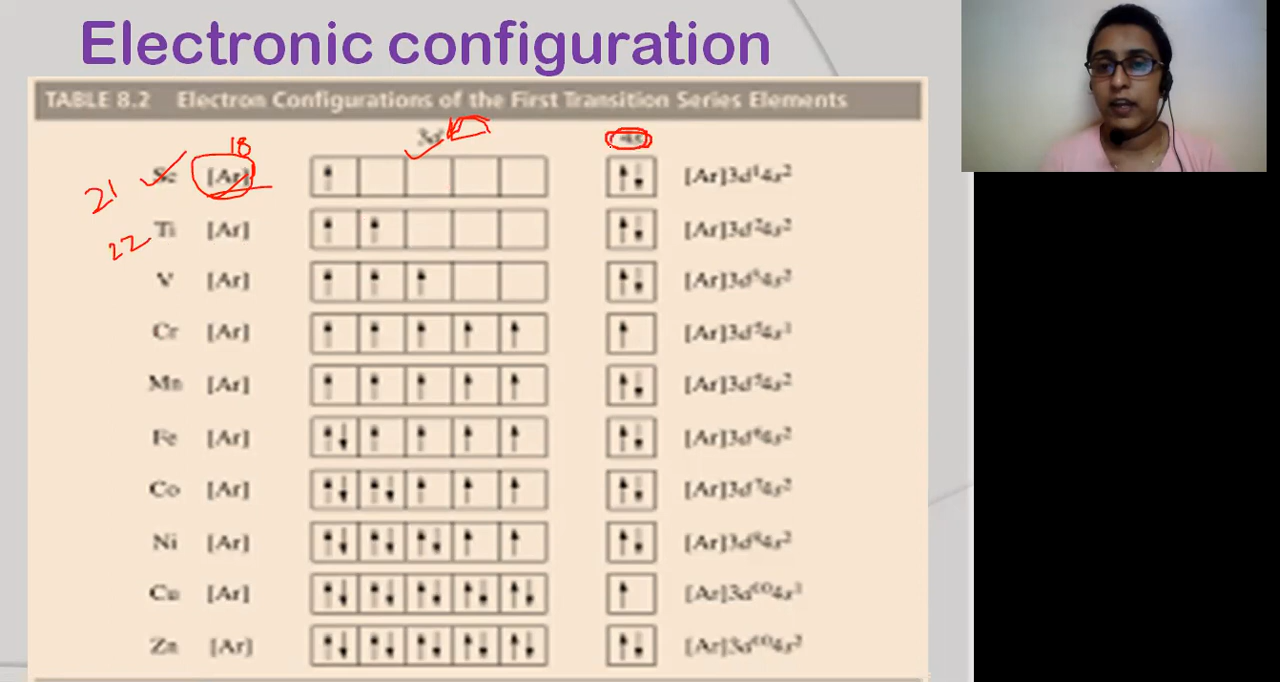 Electronic configuration
TABLE 8.2 Electron Configurations of the First Transition Series Elements
3d 4s
18
21 Sc [Ar] [Ar]3d¹4s²
22 Ti [Ar] [Ar]3d²4s²
V [Ar] [Ar]3d³4s²
Cr [Ar] [Ar]3d⁵4s¹
Mn [Ar] [Ar]3d⁵4s²
Fe [Ar] [Ar]3d⁶4s²
Co [Ar] [Ar]3d⁷4s²
Ni [Ar] [Ar]3d⁸4s²
Cu [Ar] [Ar]3d¹⁰4s¹
Zn [Ar] [Ar]3d¹⁰4s²